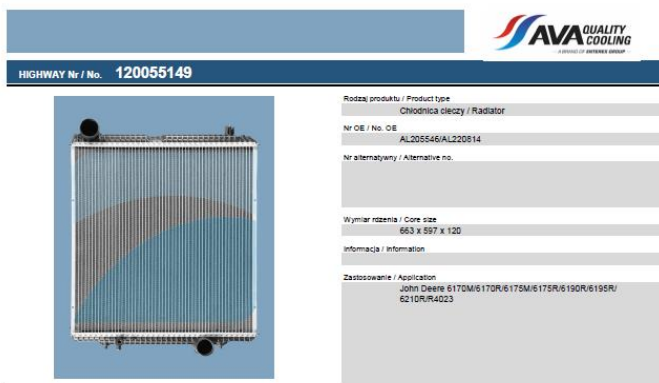 AVA QUALITY
COOLING
A BRAND OF ENTEREX GROUP
HIGHWAY Nr / No. 120055149
Rodzaj produktu / Product type
Chłodnica cieczy / Radiator
Nr OE / No. OE
AL205546/AL220814
Nr alternatywny / Alternative no.
Wymiar rdzenia / Core size
663 x 597 x 120
Informacja / Information
Zastosowanie / Application
John Deere 6170M/6170R/6175M/6175R/6190R/6195R/
6210R/R4023